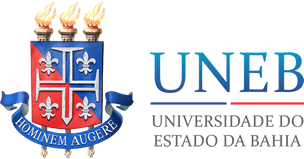 HOMINEM AUGERE
UNEB
UNIVERSIDADE DO
ESTADO DA BAHIA